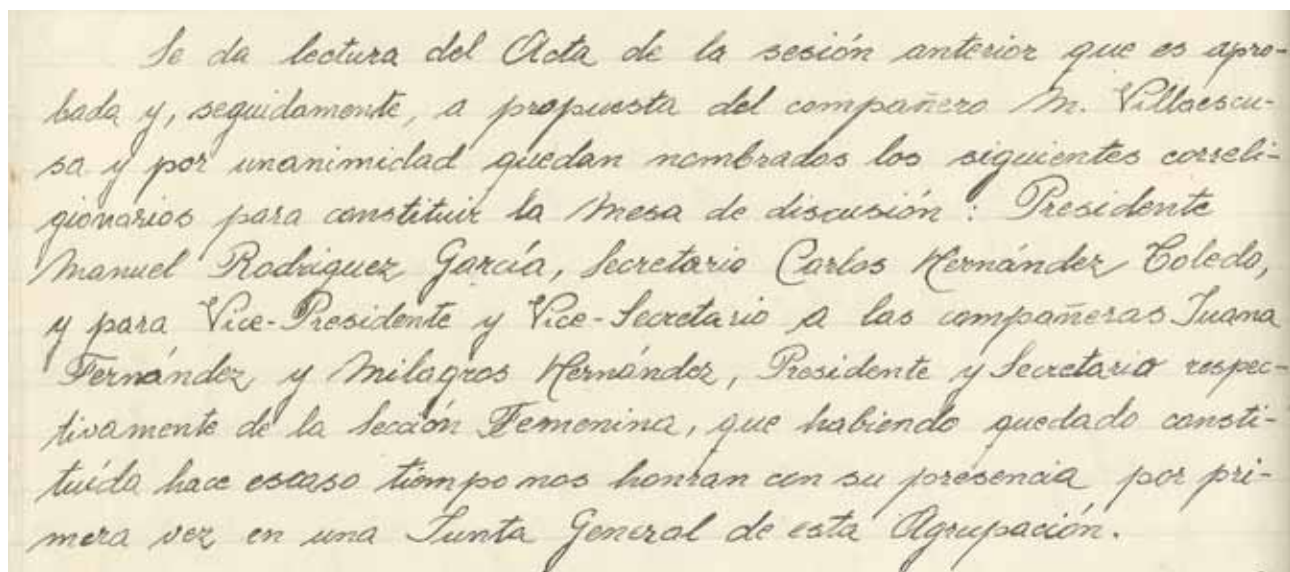 Se da lectura del Acta de la sesión anterior que es apro-
bada y, seguidamente, a propuesta del compañero M. Villaescu-
sa y por unanimidad quedan nombrados los siguientes correli-
gionarios para constituir la Mesa de discusión: Presidente
Manuel Rodriguez García, Secretario Carlos Hernández Toledo,
y para Vice-Presidente y Vice-Secretario a las compañeras Juana
Fernández y Milagros Hernández, Presidente y Secretario respec-
tivamente de la Sección Femenina, que habiendo quedado consti-
tuída hace escaso tiempo nos honran con su presencia por pri-
mera vez en una Junta General de esta Agrupación.